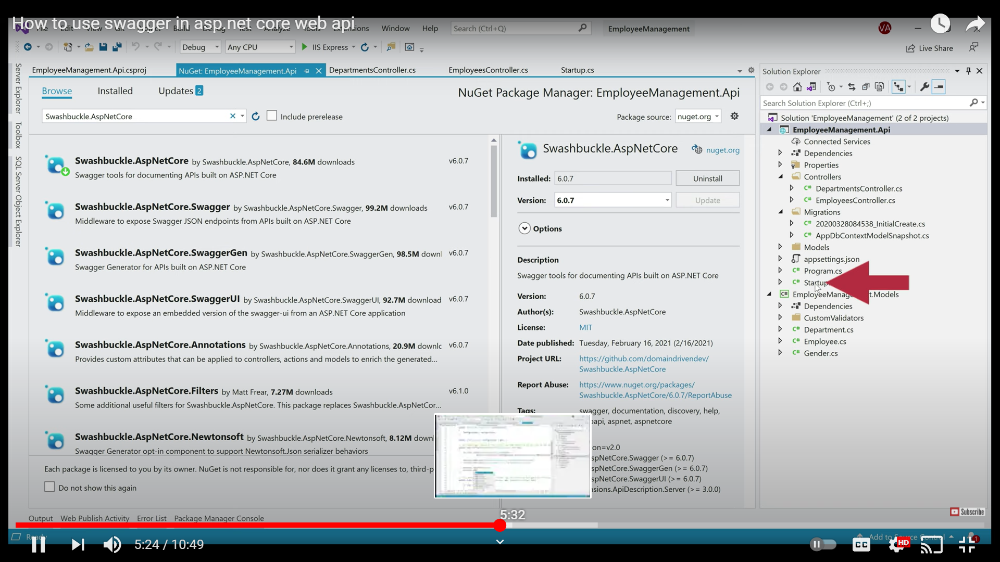 How to use swagger in asp.net core web api
File Edit View Git Project Build Debug Test Analyze Tools Extensions Window Help Search (Ctrl+Q) EmployeeManagement VA
Debug Any CPU IIS Express Live Share
EmployeeManagement.Api.csproj NuGet: EmployeeManagement.Api DepartmentsController.cs EmployeesController.cs Startup.cs
Server Explorer
Toolbox
SQL Server Object Explorer
Browse Installed Updates 2
NuGet Package Manager: EmployeeManagement.Api
Swashbuckle.AspNetCore Include prerelease
Package source: nuget.org
Swashbuckle.AspNetCore by Swashbuckle.AspNetCore, 84.6M downloads v6.0.7
Swagger tools for documenting APIs built on ASP.NET Core
Swashbuckle.AspNetCore.Swagger by Swashbuckle.AspNetCore.Swagger, 99.2M downloads v6.0.7
Middleware to expose Swagger JSON endpoints from APIs built on ASP.NET Core
Swashbuckle.AspNetCore.SwaggerGen by Swashbuckle.AspNetCore.SwaggerGen, 98.5M downl v6.0.7
Swagger Generator for APIs built on ASP.NET Core
Swashbuckle.AspNetCore.SwaggerUI by Swashbuckle.AspNetCore.SwaggerUI, 92.7M download v6.0.7
Middleware to expose an embedded version of the swagger-ui from an ASP.NET Core application
Swashbuckle.AspNetCore.Annotations by Swashbuckle.AspNetCore.Annotations, 20.9M downlc v6.0.7
Provides custom attributes that can be applied to controllers, actions and models to enrich the generated...
Swashbuckle.AspNetCore.Filters by Matt Frear, 7.27M downloads v6.1.0
Some additional useful filters for Swashbuckle.AspNetCore. This package replaces Swashbuckle.AspNetCor...
Swashbuckle.AspNetCore.Newtonsoft by Swashbuckle.AspNetCore.Newtonsoft, 8.12M down
Swagger Generator opt-in component to support Newtonsoft.Json serializer behaviors
Each package is licensed to you by its owner. NuGet is not responsible for, nor does it grant any licenses to, third-p
Do not show this again
Swashbuckle.AspNetCore nuget.org
Installed: 6.0.7 Uninstall
Version: 6.0.7 Update
Options
Description
Swagger tools for documenting APIs built on ASP.NET Core
Version: 6.0.7
Author(s): Swashbuckle.AspNetCore
License: MIT
Date published: Tuesday, February 16, 2021 (2/16/2021)
Project URL: https://github.com/domaindrivendev/
Swashbuckle.AspNetCore
Report Abuse: https://www.nuget.org/packages/
Swashbuckle.AspNetCore/6.0.7/ReportAbuse
Tags: swagger, documentation, discovery, help,
api, aspnet, aspnetcore
on=v2.0
spNetCore.Swagger (>= 6.0.7)
spNetCore.SwaggerGen (>= 6.0.7)
spNetCore.SwaggerUI (>= 6.0.7)
nsions.ApiDescription.Server (>= 3.0.0)
Solution Explorer
Search Solution Explorer (Ctrl+;)
Solution 'EmployeeManagement' (2 of 2 projects)
EmployeeManagement.Api
Connected Services
Dependencies
Properties
Controllers
C# DepartmentsController.cs
C# EmployeesController.cs
Migrations
C# 20200328084538_InitialCreate.cs
C# AppDbContextModelSnapshot.cs
Models
appsettings.json
C# Program.cs
C# Startup
C# EmployeeManag t.Models
Dependencies
CustomValidators
C# Department.cs
C# Employee.cs
C# Gender.cs
Subscribe
Output Web Publish Activity Error List Package Manager Console
5:32
Ready Add to Source Control 1
5:24 / 10:49 CC HD